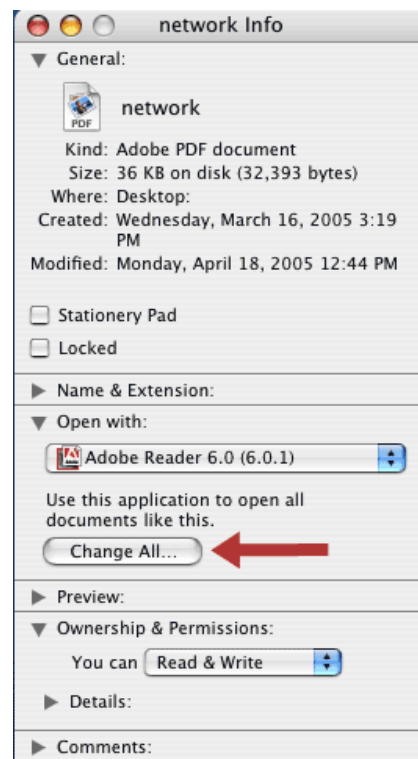 network Info
General:
PDF
network
Kind: Adobe PDF document
Size: 36 KB on disk (32,393 bytes)
Where: Desktop:
Created: Wednesday, March 16, 2005 3:19
PM
Modified: Monday, April 18, 2005 12:44 PM
Stationery Pad
Locked
Name & Extension:
Open with:
Adobe Reader 6.0 (6.0.1)
Use this application to open all
documents like this.
Change All...
Preview:
Ownership & Permissions:
You can Read & Write
Details:
Comments: